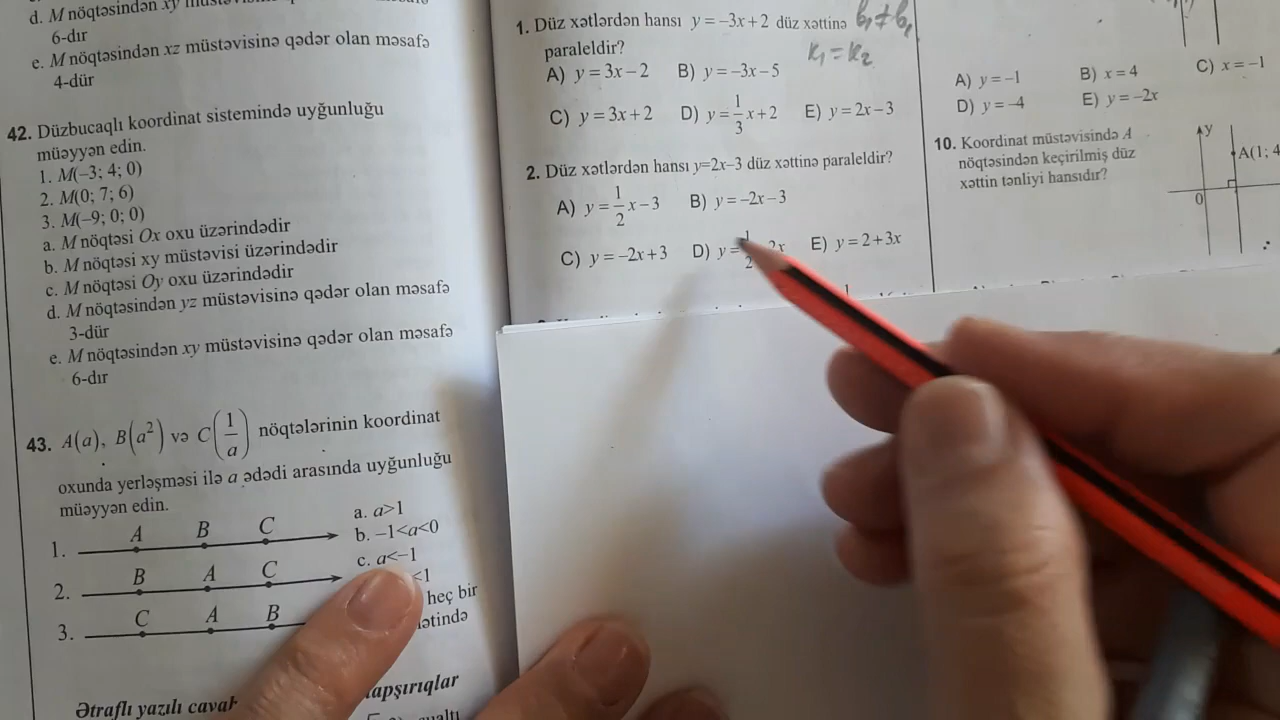 d. M nöqtəsindən xy
6-dır
e. M nöqtəsindən xz müstəvisinə qədər olan məsafə
4-dür
42. Düzbucaqlı koordinat sistemində uyğunluğu
müəyyən edin.
1. M(−3; 4; 0)
2. M(0; 7; 6)
3. M(−9; 0; 0)
a. M nöqtəsi Ox oxu üzərindədir
b. M nöqtəsi xy müstəvisi üzərindədir
c. M nöqtəsi Oy oxu üzərindədir
d. M nöqtəsindən yz müstəvisinə qədər olan məsafə
3-dür
e. M nöqtəsindən xy müstəvisinə qədər olan məsafə
6-dır
43. A(a), B(a²) və C(1/a) nöqtələrinin koordinat
oxunda yerləşməsi ilə a ədədi arasında uyğunluğu
müəyyən edin.
1. A B C
2. B A C
3. C A B
a. a>1
b. −1<a<0
c. a<−1
<1
heç bir
Ətraflı yazılı
1. Düz xətlərdən hansı y = −3x + 2 düz xəttinə
paraleldir?
b₁ ≠ b₂
k₁ = k₂
A) y = 3x − 2 B) y = −3x − 5
C) y = 3x + 2 D) y = 1/3 x + 2 E) y = 2x − 3
2. Düz xətlərdən hansı y=2x−3 düz xəttinə paraleldir?
A) y = 1/2 x − 3 B) y = −2x − 3
C) y = −2x + 3 D) y = 2x E) y = 2 + 3x
A) y = −1 B) x = 4 C) x = −1
D) y = −4 E) y = −2x
10. Koordinat müstəvisində A
nöqtəsindən keçirilmiş düz
xəttin tənliyi hansıdır?
y
A(1; 4
0